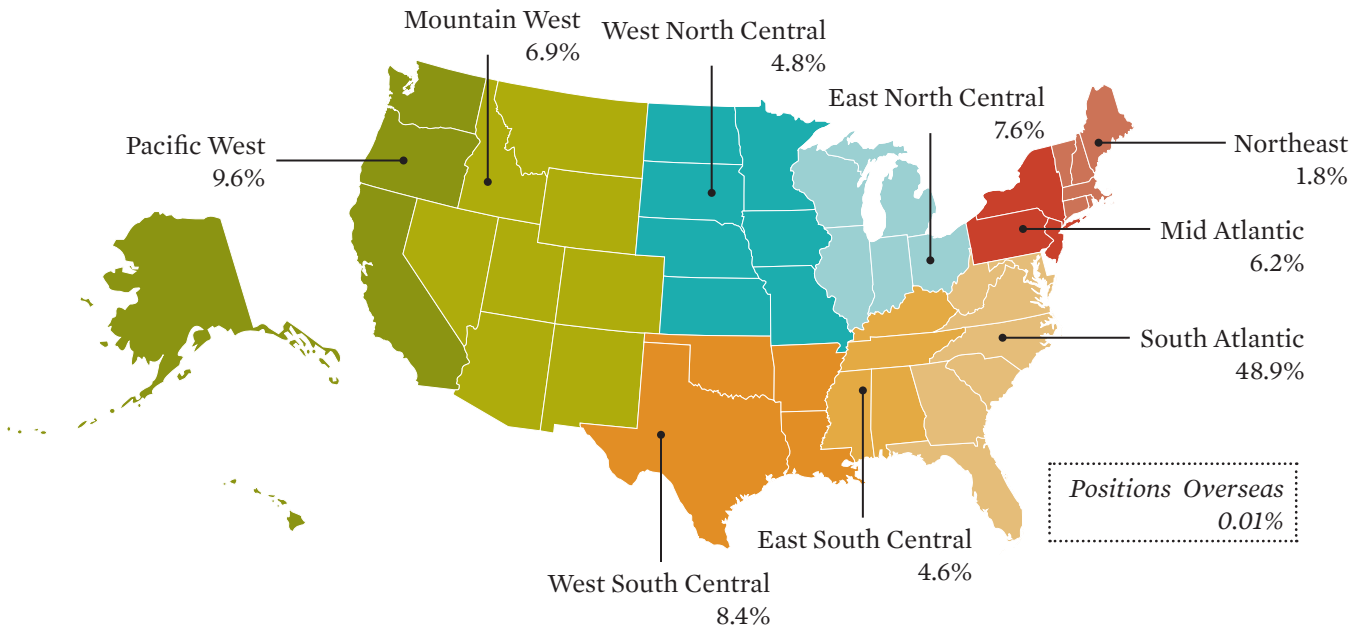 Mountain West
6.9%
West North Central
4.8%
East North Central
7.6%
Pacific West
9.6%
Northeast
1.8%
Mid Atlantic
6.2%
South Atlantic
48.9%
Positions Overseas
0.01%
East South Central
4.6%
West South Central
8.4%